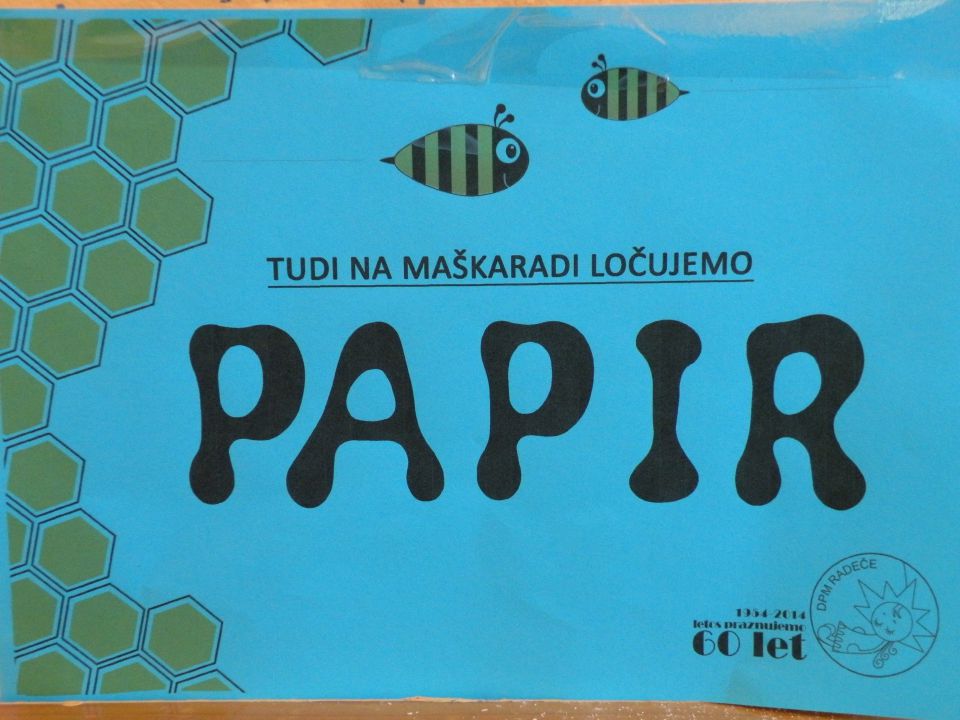 TUDI NA MAŠKARADI LOČUJEMO
PAPIR
1954-2014
letos praznujemo
60 let
DPM RADEČE